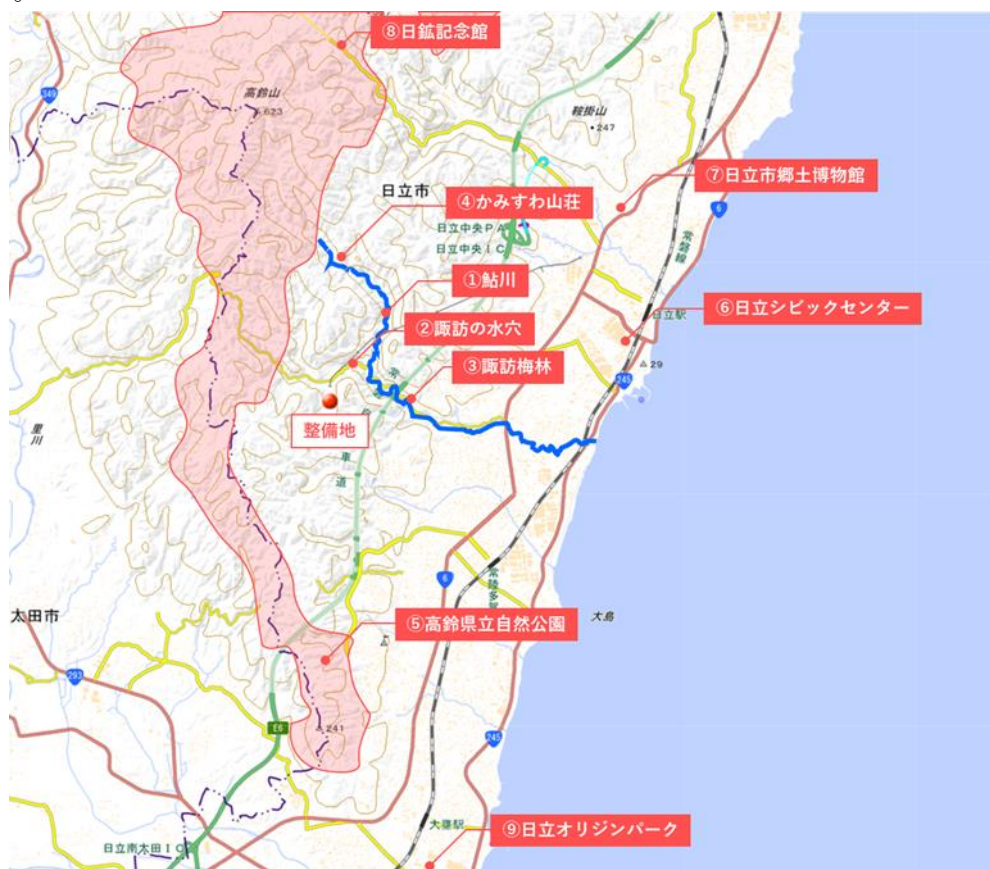 ⑧日鉱記念館
349
高鈴山
623
鞍掛山
247
日立市
⑦日立市郷土博物館
④かみすわ山荘
6
日立中央PA
日立中央IC
常磐線
①鮎川
⑥日立シビックセンター
日立駅
②諏訪の水穴
③諏訪梅林
29
245
整備地
里川
車道
6
大島
太田市
⑤高鈴県立自然公園
293
E6
241
245
大甕駅
⑨日立オリジンパーク
日立南太田IC